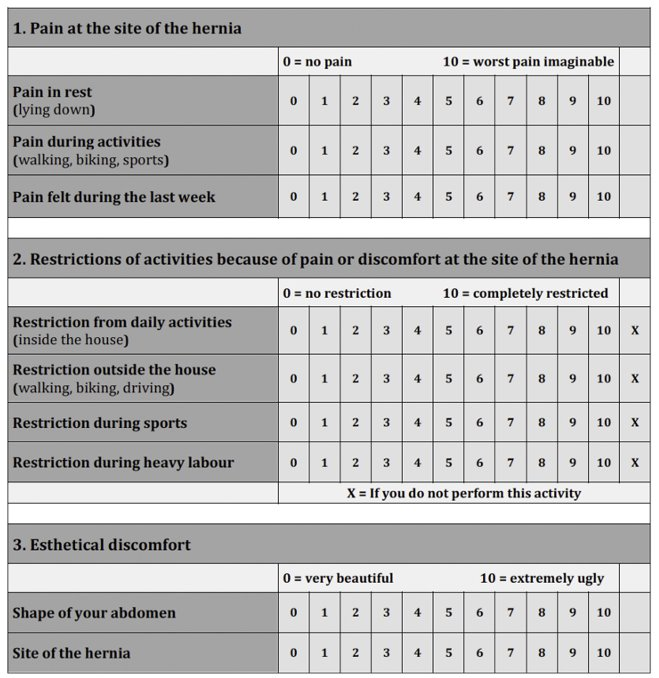 1. Pain at the site of the hernia
0 = no pain 10 = worst pain imaginable
Pain in rest
(lying down)
0 1 2 3 4 5 6 7 8 9 10
Pain during activities
(walking, biking, sports)
0 1 2 3 4 5 6 7 8 9 10
Pain felt during the last week 0 1 2 3 4 5 6 7 8 9 10
2. Restrictions of activities because of pain or discomfort at the site of the hernia
0 = no restriction 10 = completely restricted
Restriction from daily activities
(inside the house)
0 1 2 3 4 5 6 7 8 9 10 X
Restriction outside the house
(walking, biking, driving)
0 1 2 3 4 5 6 7 8 9 10 X
Restriction during sports 0 1 2 3 4 5 6 7 8 9 10 X
Restriction during heavy labour 0 1 2 3 4 5 6 7 8 9 10 X
X = If you do not perform this activity
3. Esthetical discomfort
0 = very beautiful 10 = extremely ugly
Shape of your abdomen 0 1 2 3 4 5 6 7 8 9 10
Site of the hernia 0 1 2 3 4 5 6 7 8 9 10